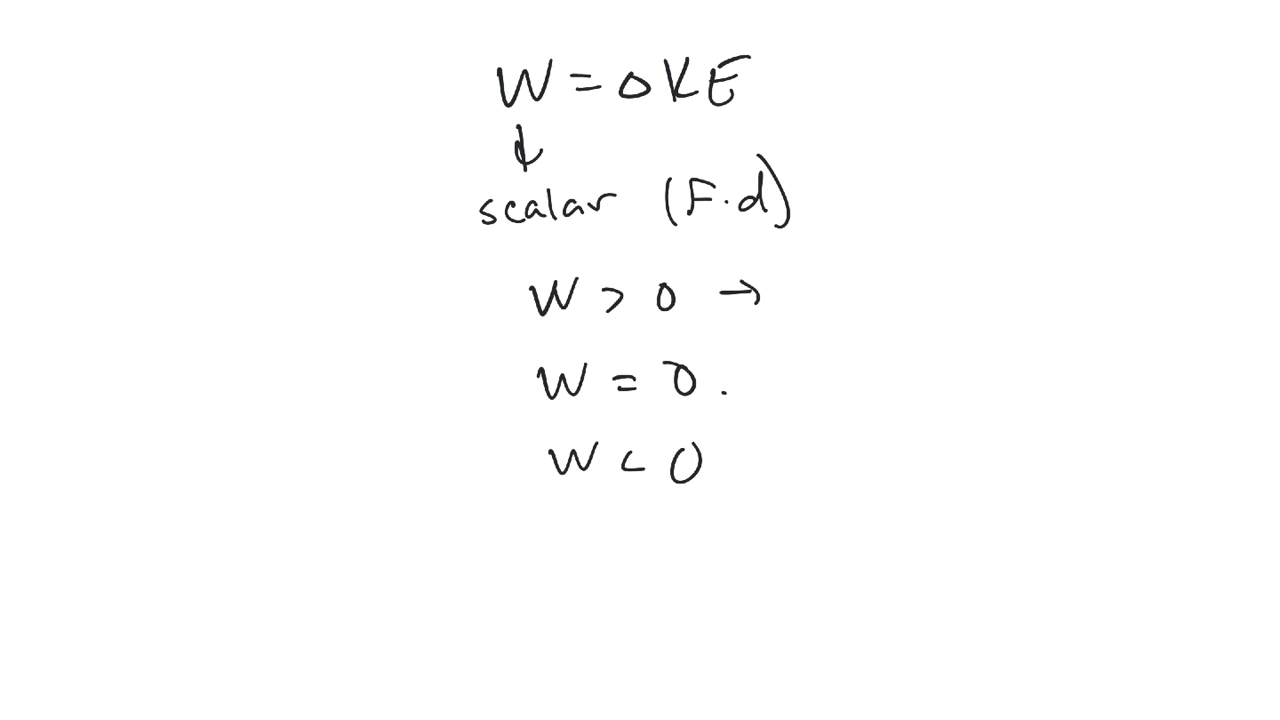 W = ΔKE
↓
scalar (F·d)
W > 0 →
W = 0.
W < 0